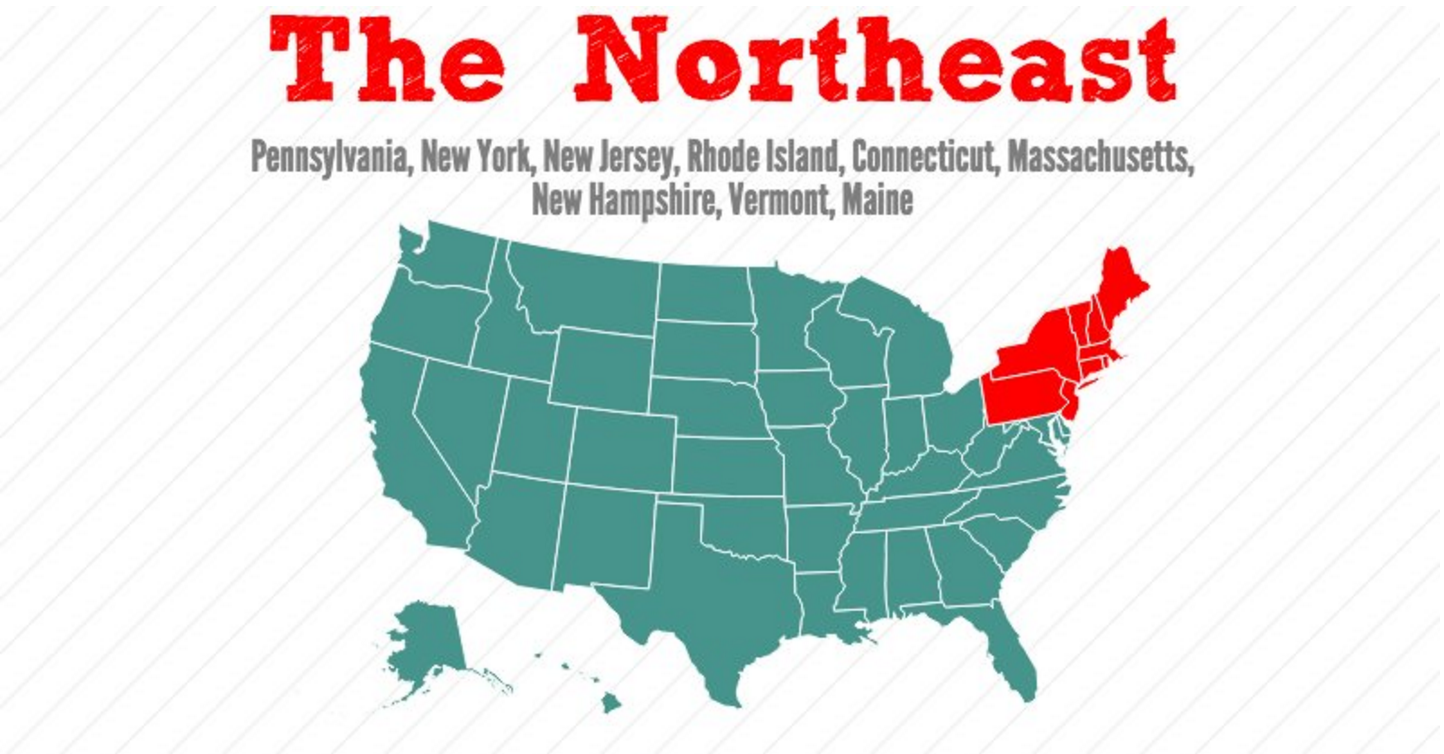 The Northeast
Pennsylvania, New York, New Jersey, Rhode Island, Connecticut, Massachusetts,
New Hampshire, Vermont, Maine